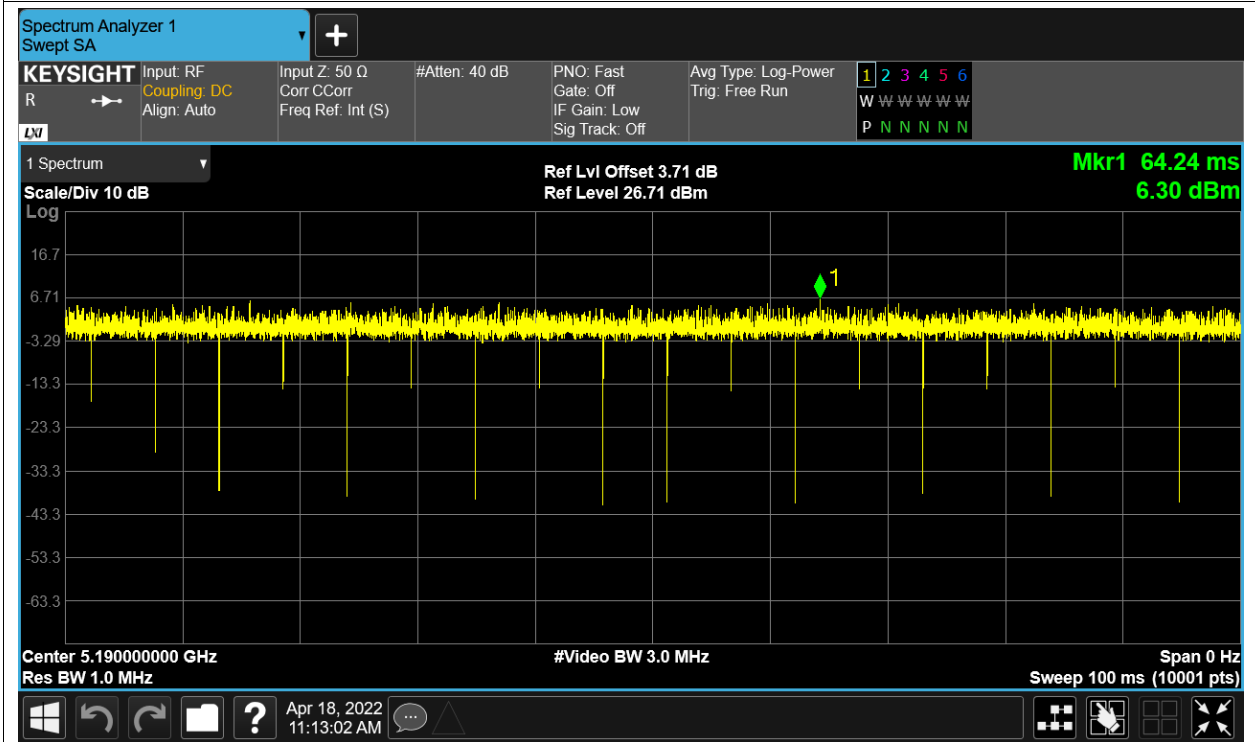 Spectrum Analyzer 1
Swept SA
+
KEYSIGHT
R
LXI
Input: RF
Coupling: DC
Align: Auto
Input Z: 50 Ω
Corr CCorr
Freq Ref: Int (S)
#Atten: 40 dB
PNO: Fast
Gate: Off
IF Gain: Low
Sig Track: Off
Avg Type: Log-Power
Trig: Free Run
1 2 3 4 5 6
W W W W W W
P N N N N N
1 Spectrum
Scale/Div 10 dB
Ref Lvl Offset 3.71 dB
Ref Level 26.71 dBm
Mkr1 64.24 ms
6.30 dBm
Log
16.7
6.71
-3.29
-13.3
-23.3
-33.3
-43.3
-53.3
-63.3
1
Center 5.190000000 GHz
Res BW 1.0 MHz
#Video BW 3.0 MHz
Span 0 Hz
Sweep 100 ms (10001 pts)
?
Apr 18, 2022
11:13:02 AM